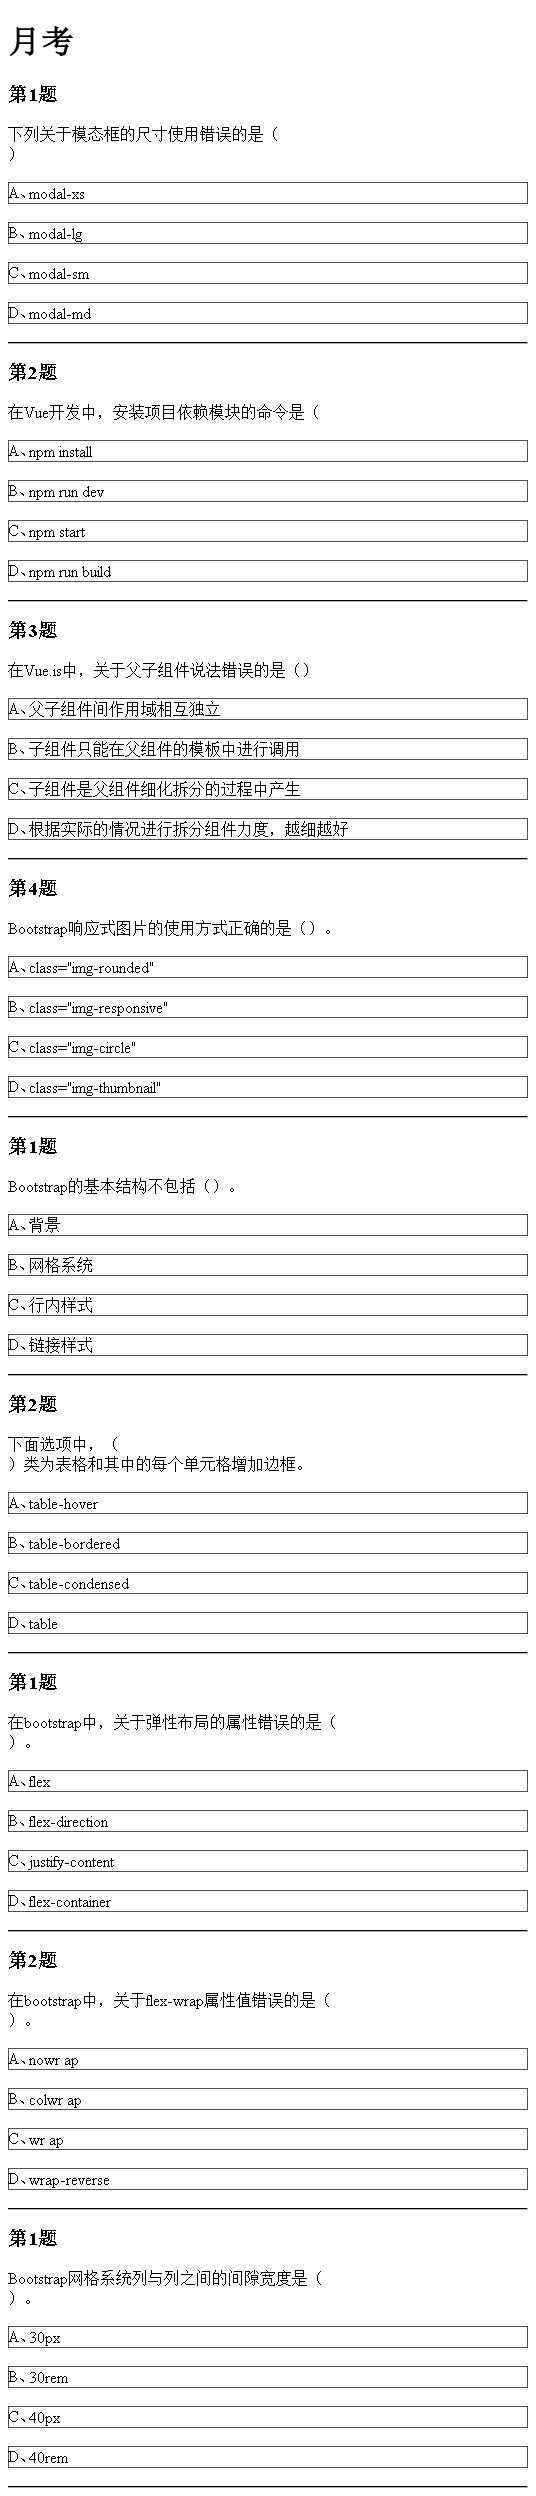 月考
第1题
下列关于模态框的尺寸使用错误的是（
）
A、modal-xs
B、modal-lg
C、modal-sm
D、modal-md
第2题
在Vue开发中，安装项目依赖模块的命令是（
A、npm install
B、npm run dev
C、npm start
D、npm run build
第3题
在Vue.is中，关于父子组件说法错误的是（）
A、父子组件间作用域相互独立
B、子组件只能在父组件的模板中进行调用
C、子组件是父组件细化拆分的过程中产生
D、根据实际的情况进行拆分组件力度，越细越好
第4题
Bootstrap响应式图片的使用方式正确的是（）。
A、class="img-rounded"
B、class="img-responsive"
C、class="img-circle"
D、class="img-thumbnail"
第1题
Bootstrap的基本结构不包括（）。
A、背景
B、网格系统
C、行内样式
D、链接样式
第2题
下面选项中，（
）类为表格和其中的每个单元格增加边框。
A、table-hover
B、table-bordered
C、table-condensed
D、table
第1题
在bootstrap中，关于弹性布局的属性错误的是（
）。
A、flex
B、flex-direction
C、justify-content
D、flex-container
第2题
在bootstrap中，关于flex-wrap属性值错误的是（
）。
A、nowr ap
B、colwr ap
C、wr ap
D、wrap-reverse
第1题
Bootstrap网格系统列与列之间的间隙宽度是（
）。
A、30px
B、30rem
C、40px
D、40rem